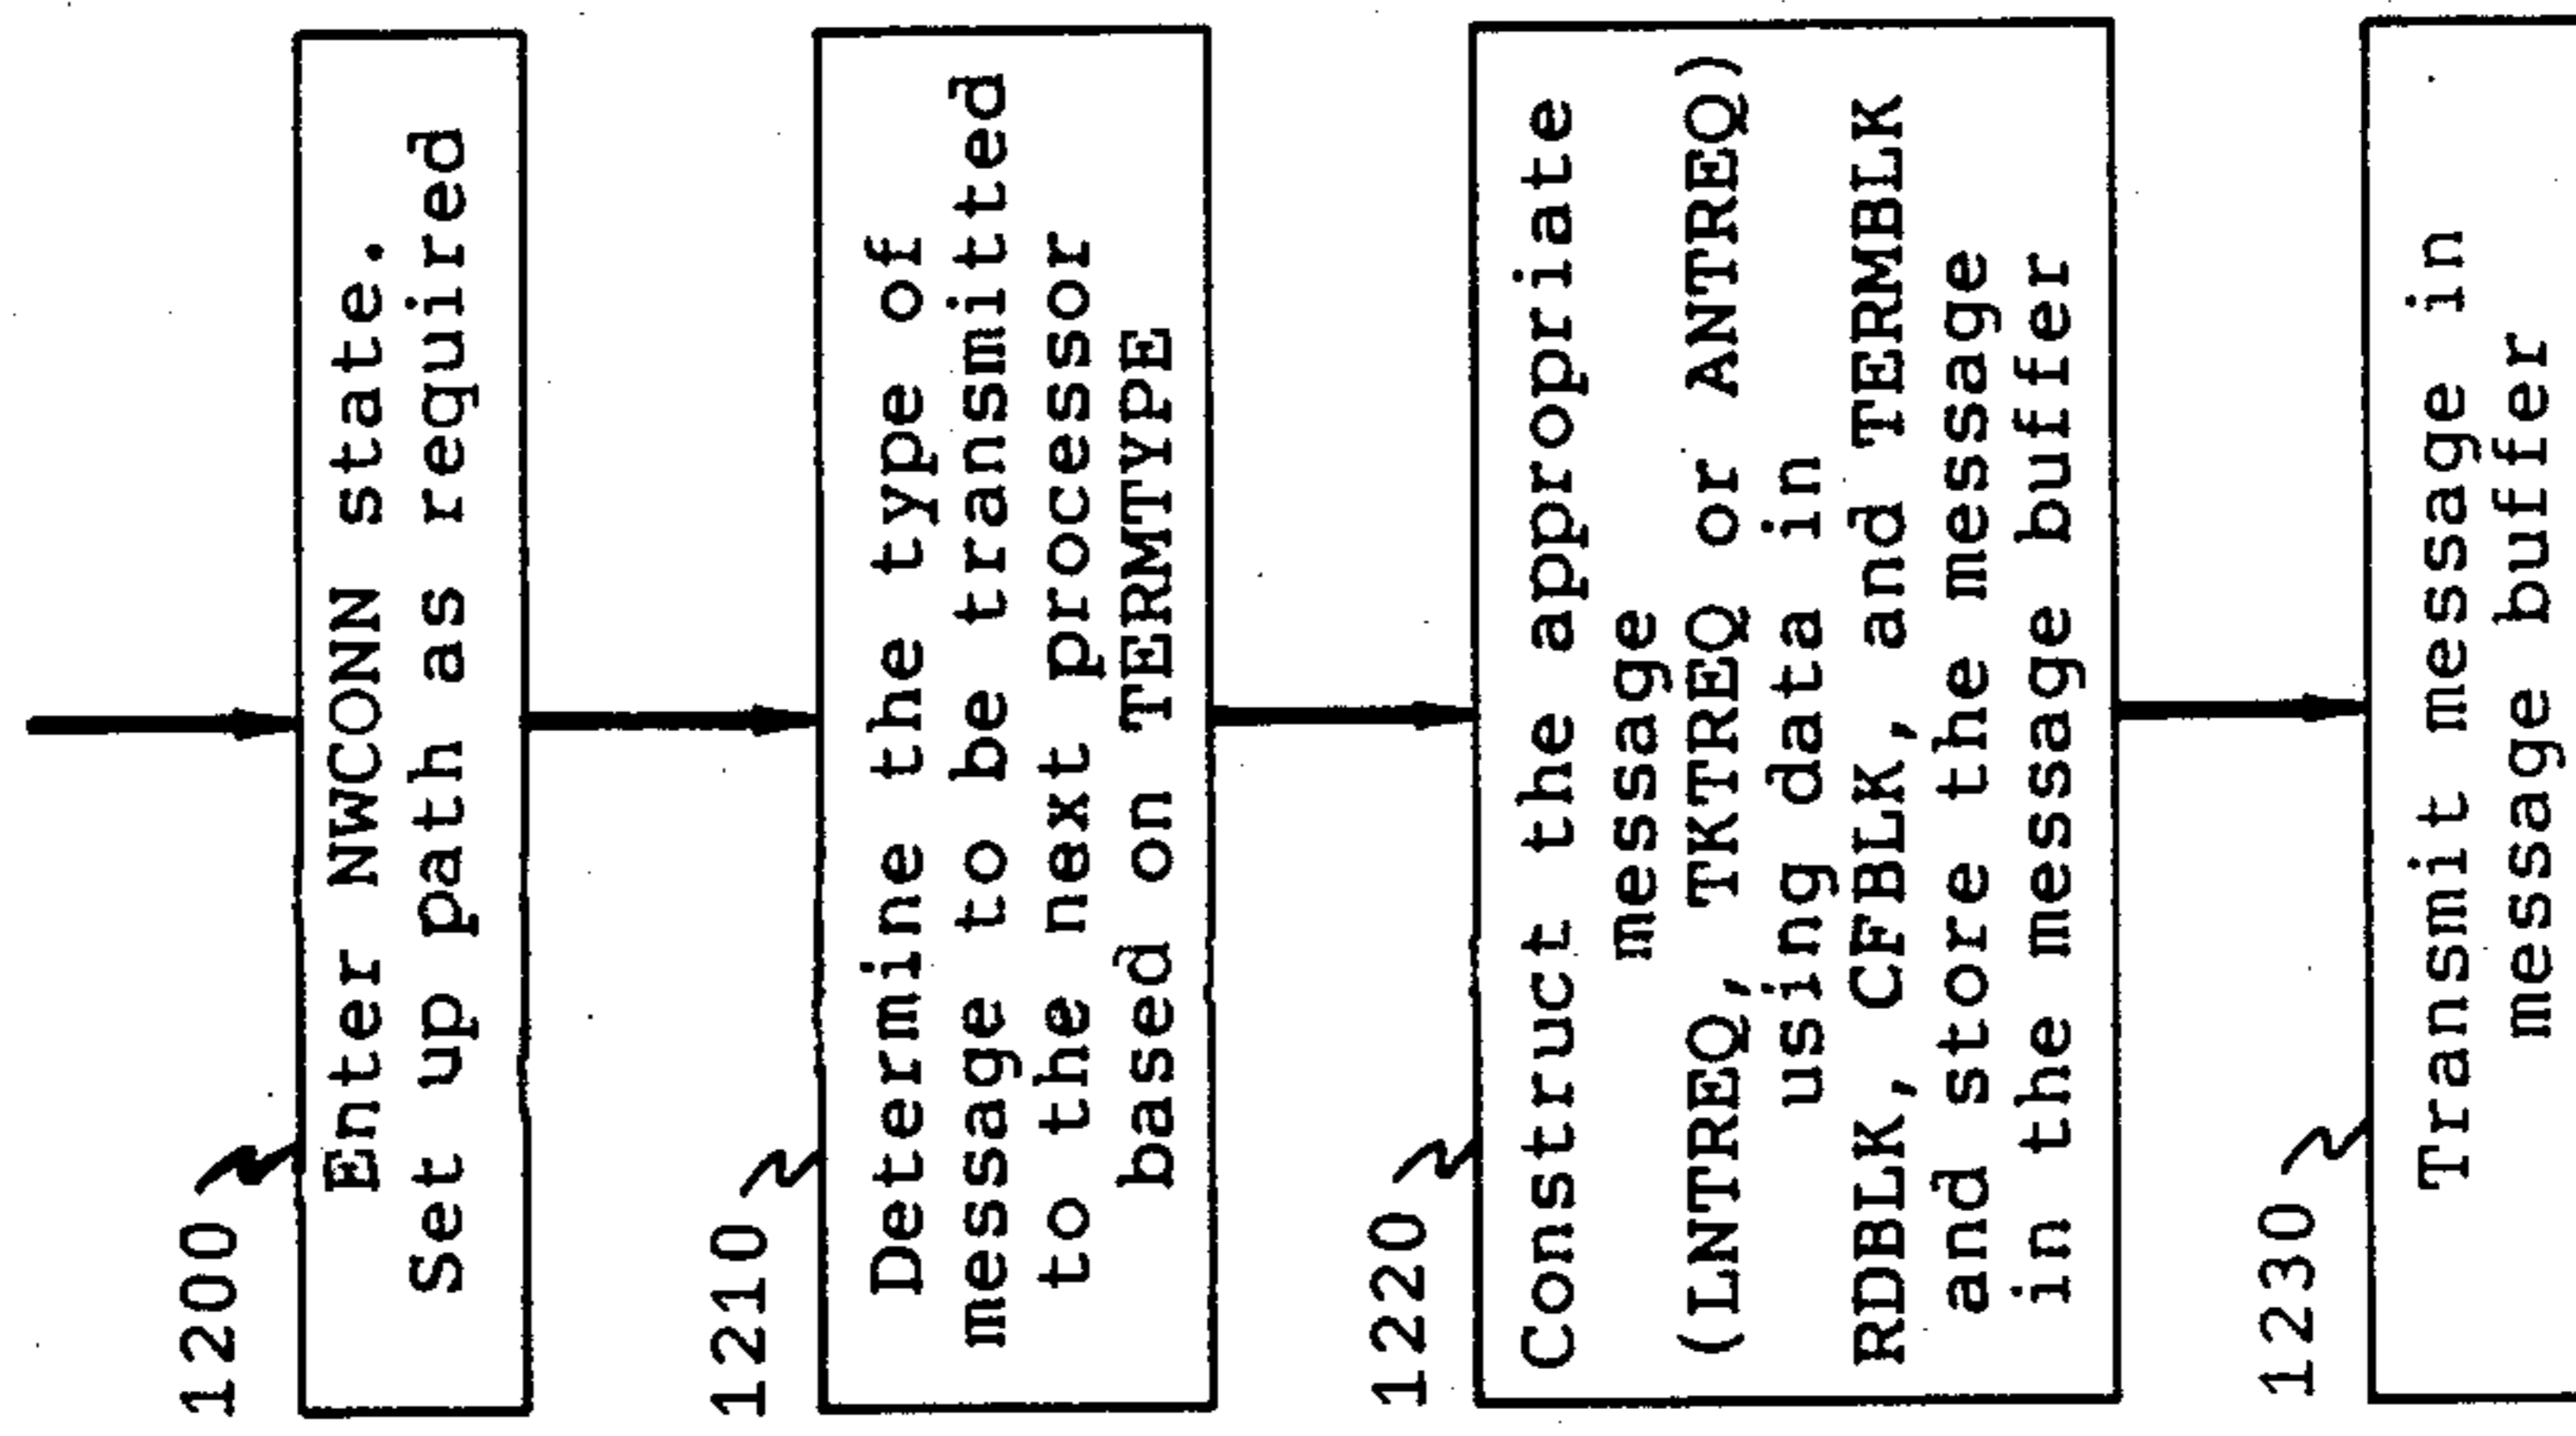 1200
Enter NWCONN state.
Set up path as required
1210
Determine the type of
message to be transmitted
to the next processor
based on TERMTYPE
1220
Construct the appropriate
message
(LNTREQ, TKTREQ or ANTREQ)
using data in
RDBLK, CFBLK, and TERMBLK
and store the message
in the message buffer
1230
Transmit message in
message buffer